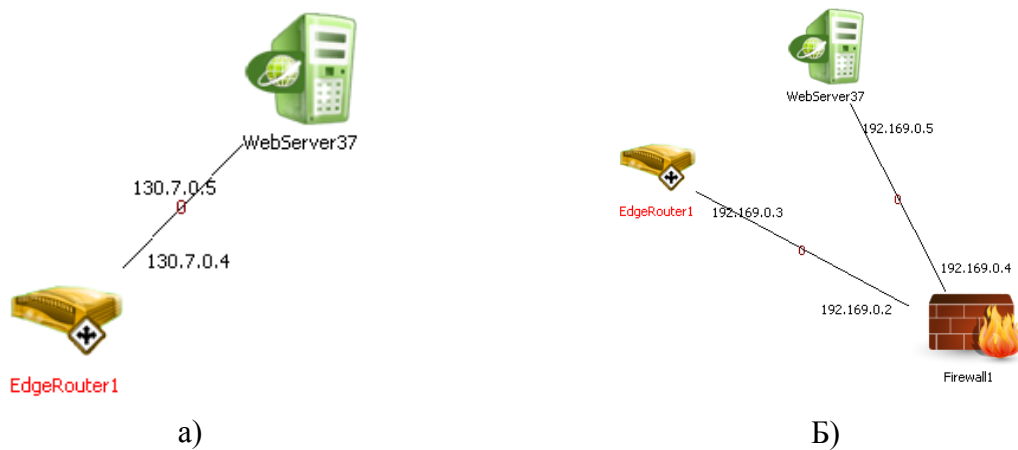 WebServer37
130.7.0.5
0
130.7.0.4
EdgeRouter1
а)
WebServer37
192.169.0.5
EdgeRouter1
192.169.0.3
0
0
192.169.0.4
192.169.0.2
Firewall1
Б)